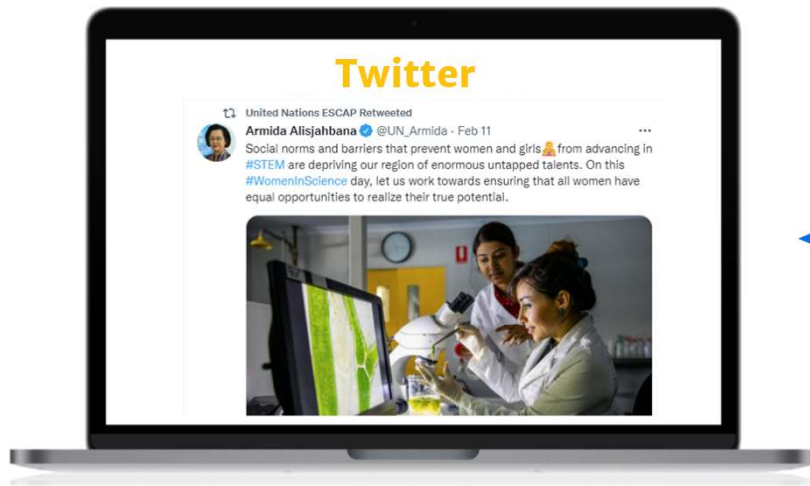 Twitter
United Nations ESCAP Retweeted
Armida Alisjahbana @UN_Armida · Feb 11
Social norms and barriers that prevent women and girls from advancing in
#STEM are depriving our region of enormous untapped talents. On this
#WomenInScience day, let us work towards ensuring that all women have
equal opportunities to realize their true potential.